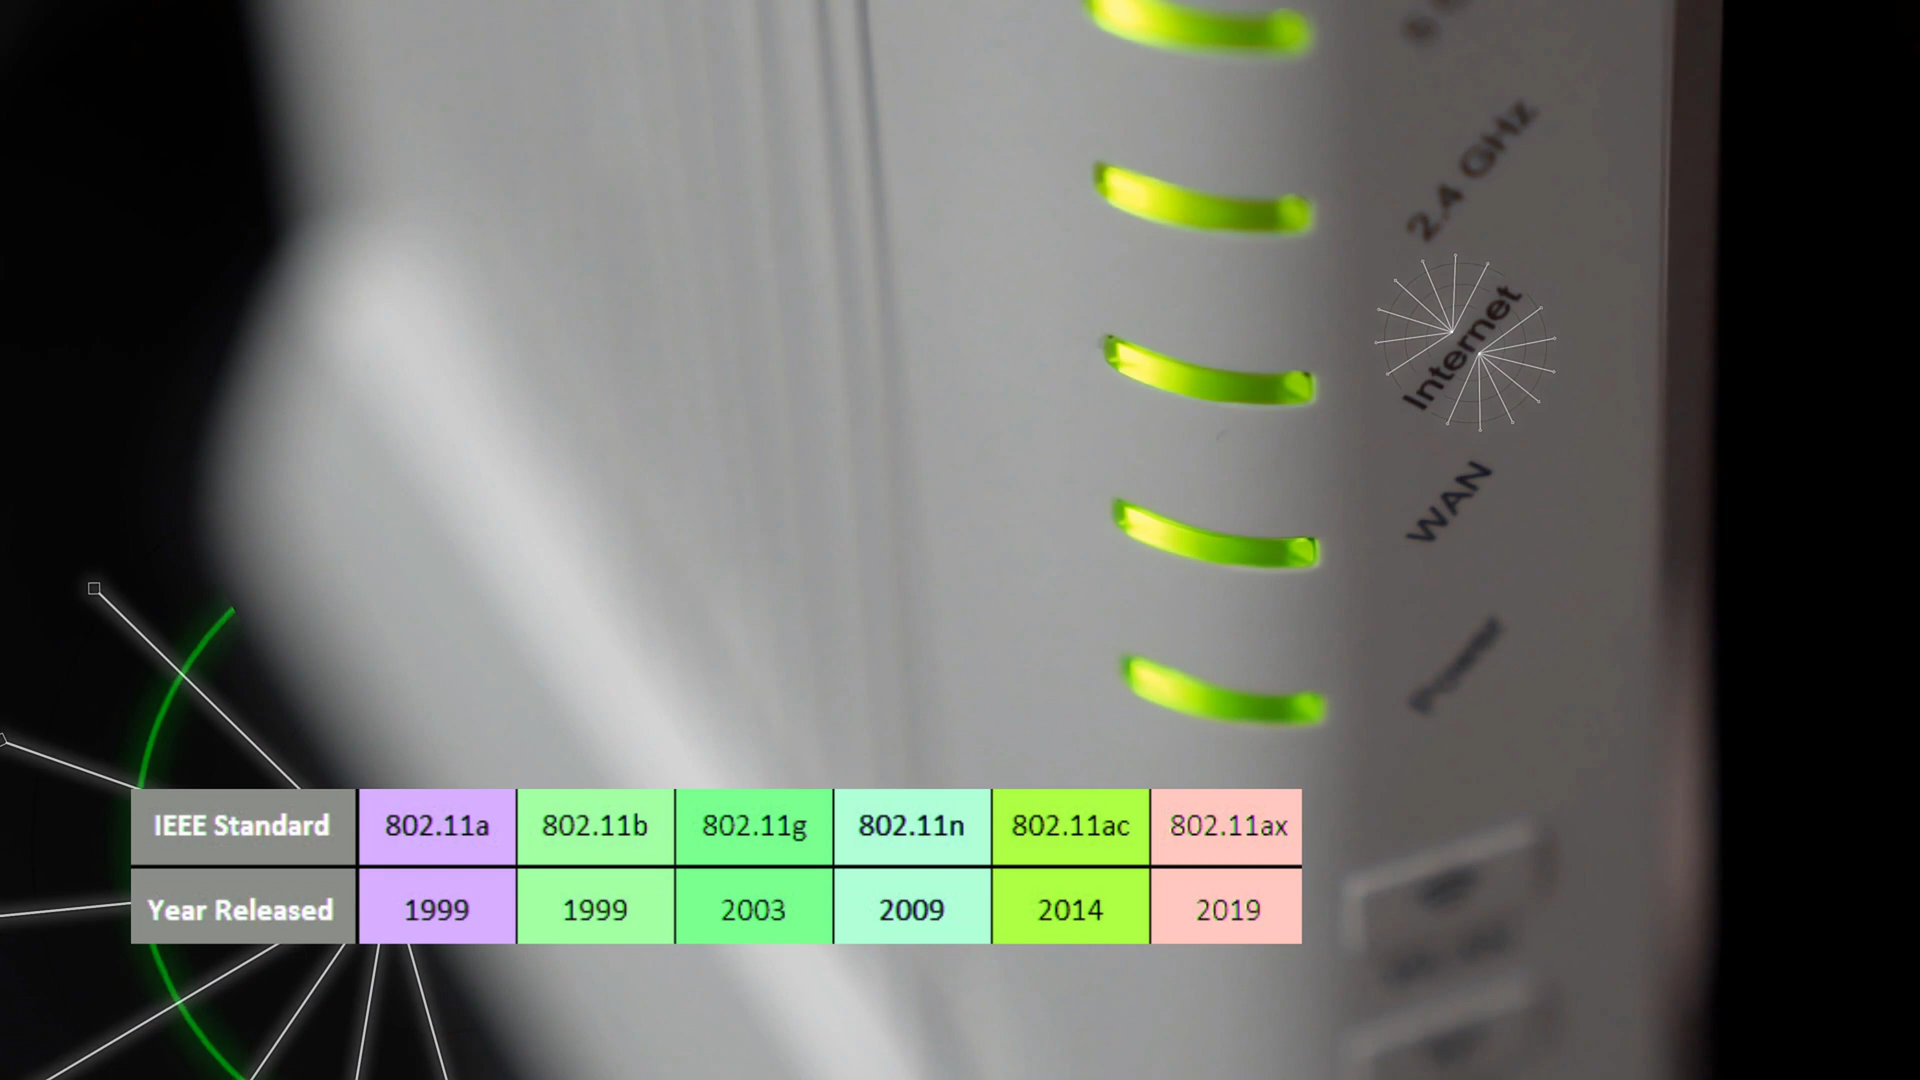 2.4 GHz
Internet
WAN
Power
IEEE Standard 802.11a 802.11b 802.11g 802.11n 802.11ac 802.11ax
Year Released 1999 1999 2003 2009 2014 2019